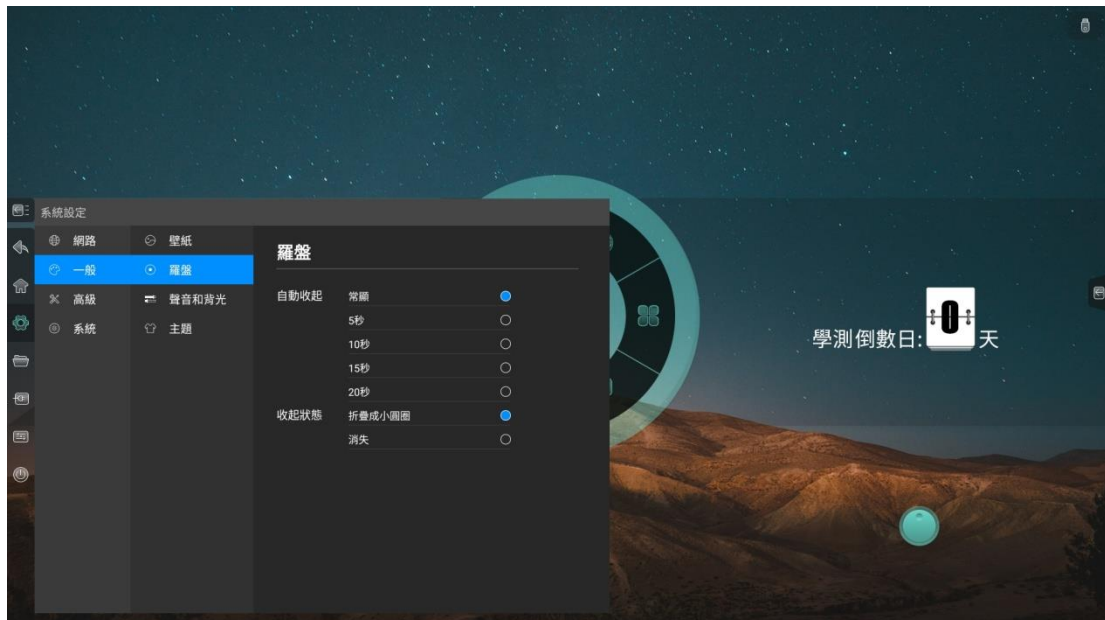 系統設定
網路
一般
高級
系統
壁紙
羅盤
聲音和背光
主題
羅盤
自動收起 常顯
5秒
10秒
15秒
20秒
收起狀態 折疊成小圓圈
消失
學測倒數日: 0 天